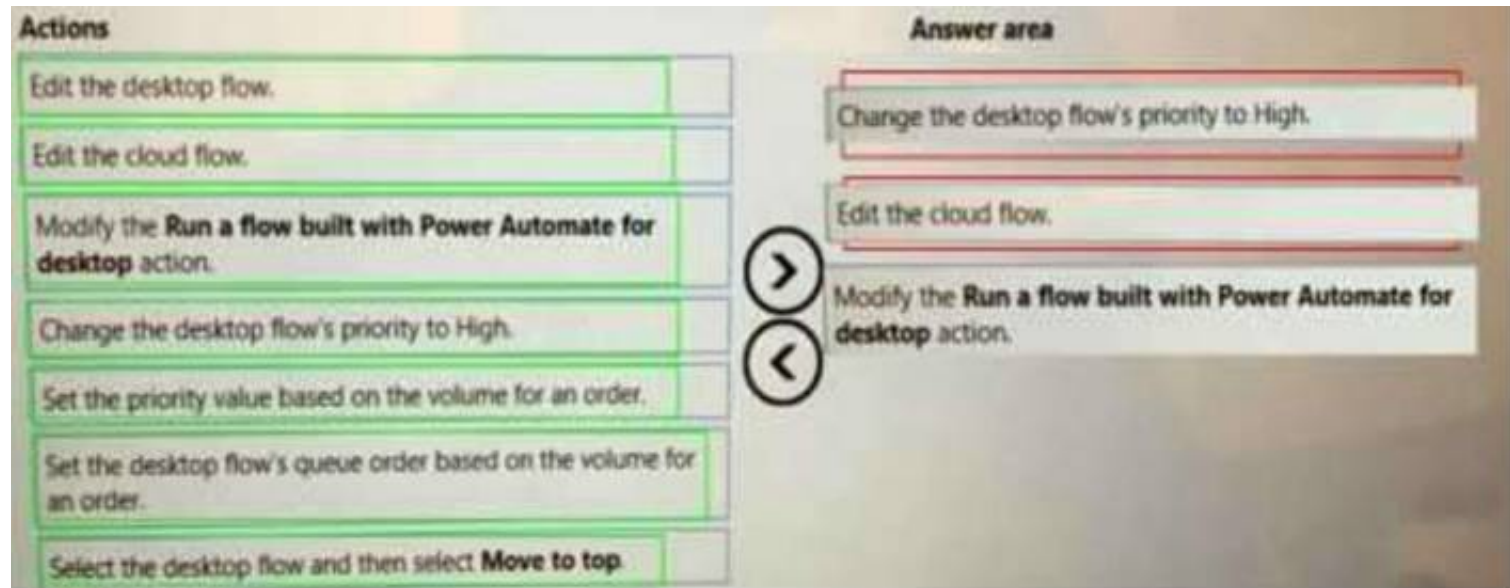 Actions
Edit the desktop flow.
Edit the cloud flow.
Modify the Run a flow built with Power Automate for
desktop action.
Change the desktop flow's priority to High.
Set the priority value based on the volume for an order.
Set the desktop flow's queue order based on the volume for
an order.
Select the desktop flow and then select Move to top.
Answer area
Change the desktop flow's priority to High.
Edit the cloud flow.
Modify the Run a flow built with Power Automate for
desktop action.